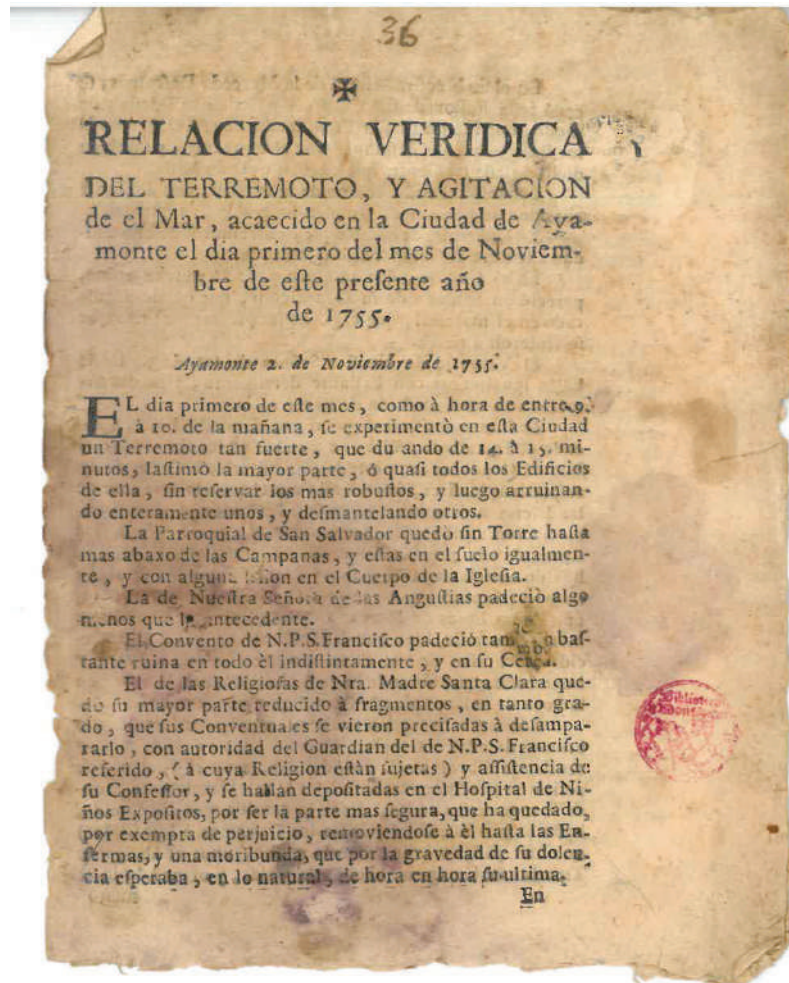 36
✠
RELACION VERIDICA
DEL TERREMOTO, Y AGITACION
de el Mar, acaecido en la Ciudad de Aya-
monte el dia primero del mes de Noviem-
bre de eſte preſente año
de 1755.
Ayamonte 2. de Noviembre de 1755.
EL dia primero de eſte mes, como à hora de entre 9.
à 10. de la mañana, ſe experimentò en eſta Ciudad
un Terremoto tan fuerte, que du ando de 14. à 15. mi-
nutos, laſtimó la mayor parte, ó quaſi todos los Edificios
de ella, ſin reſervar los mas robuſtos, y luego arruinan-
do enteramente unos, y deſmantelando otros.
La Parroquial de San Salvador quedò ſin Torre haſta
mas abaxo de las Campanas, y eſtas en el ſuelo igualmen-
te, y con alguna en el Cuerpo de la Igleſia.
La de Nueſtra Señora de las Anguſtias padeciò algo
menos que la antecedente.
El Convento de N.P.S. Franciſco padeció baſ-
tante ruina en todo èl indiſtintamente, y en ſu Cerca.
El de las Religioſas de Nra. Madre Santa Clara que-
dò ſu mayor parte reducido à fragmentos, en tanto gra-
do, que ſus Conventuales ſe vieron preciſadas à deſampa-
rarlo, con autoridad del Guardian del de N.P.S. Franciſco
referido, (à cuya Religion eſtàn ſujetas) y aſſiſtencia de
ſu Confeſſor, y ſe hallan depoſitadas en el Hoſpital de Ni-
ños Expoſitos, por ſer la parte mas ſegura, que ha quedado,
por exempta de perjuicio, removiendoſe à èl haſta las En-
fermas, y una moribunda, que por la gravedad de ſu dolen-
cia eſperaba, en lo natural, de hora en hora ſu ultima.
En